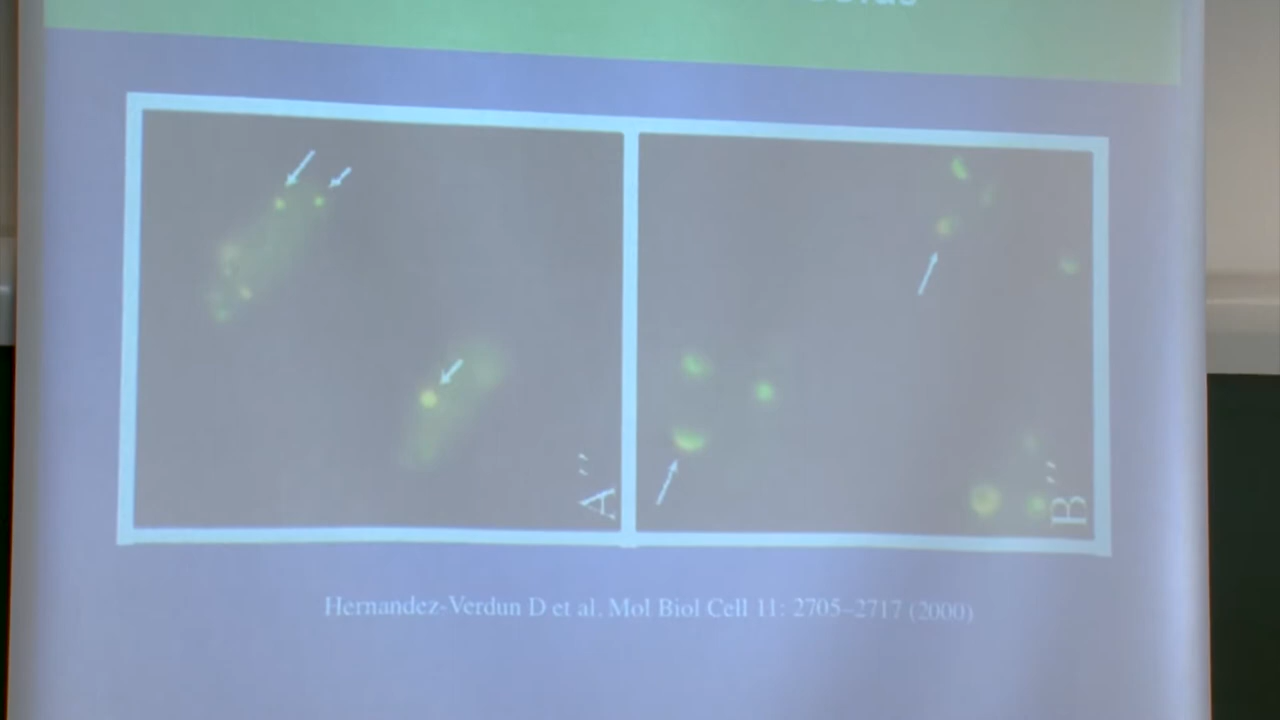 A''
B''
Hernandez-Verdun D et al, Mol Biol Cell 11: 2705–2717 (2000)